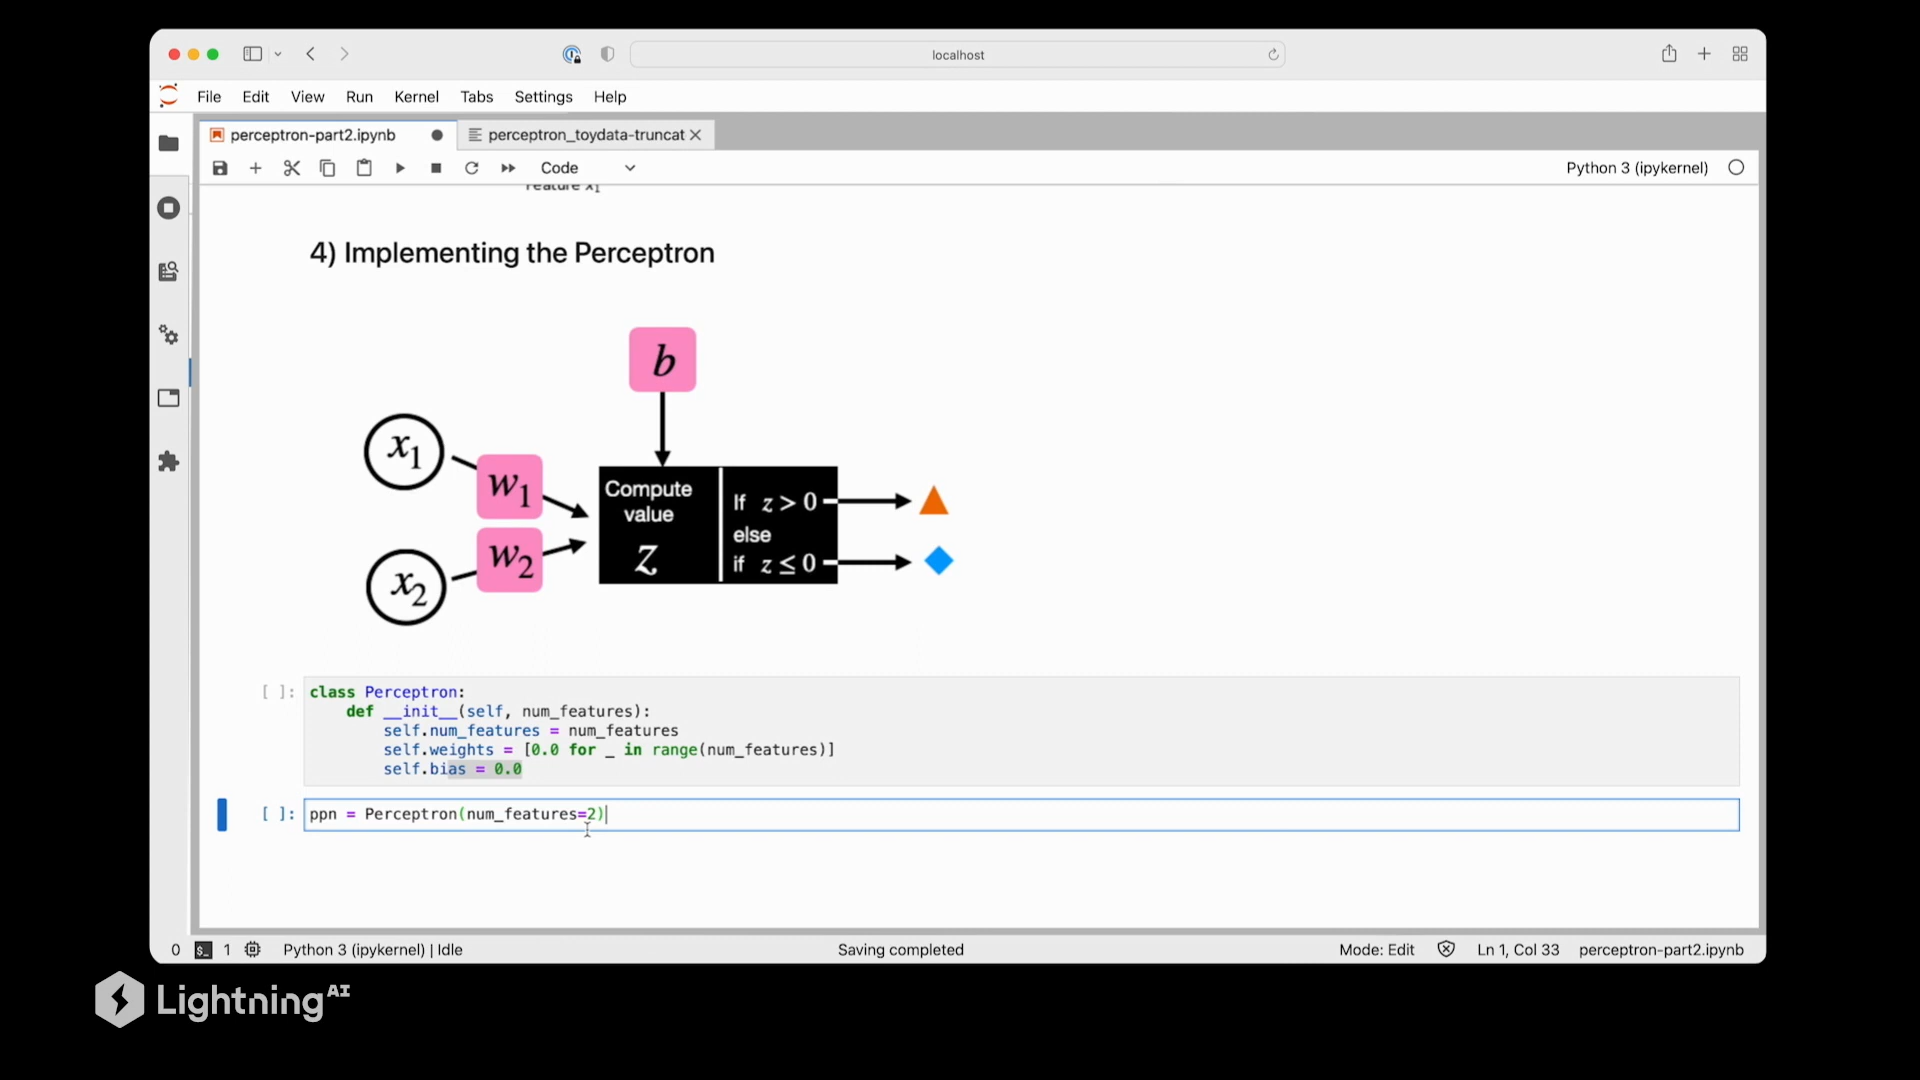 localhost
File Edit View Run Kernel Tabs Settings Help
perceptron-part2.ipynb perceptron_toydata-truncat
Code Python 3 (ipykernel)
Feature x1
4) Implementing the Perceptron
b
x1
w1
Compute value
z
If z > 0
else
if z ≤ 0
w2
x2
[ ]: class Perceptron:
def __init__(self, num_features):
self.num_features = num_features
self.weights = [0.0 for _ in range(num_features)]
self.bias = 0.0
[ ]: ppn = Perceptron(num_features=2)
0 $_ 1 Python 3 (ipykernel) | Idle Saving completed Mode: Edit Ln 1, Col 33 perceptron-part2.ipynb
Lightning AI